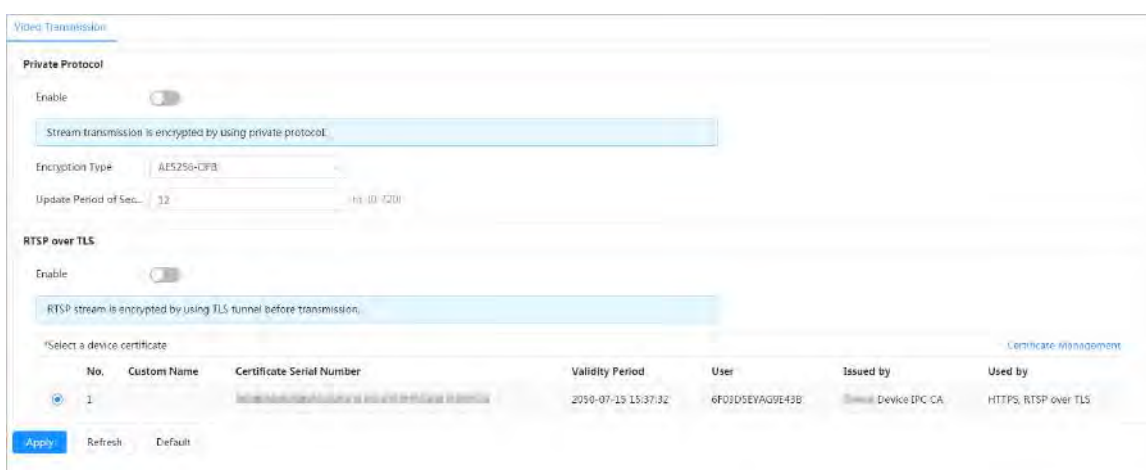 Video Transmission
Private Protocol
Enable
Stream transmission is encrypted by using private protocol.
Encryption Type AES256-OFB
Update Period of Sec... 12 hr. (0-720)
RTSP over TLS
Enable
RTSP stream is encrypted by using TLS tunnel before transmission.
*Select a device certificate Certificate Management
No. Custom Name Certificate Serial Number Validity Period User Issued by Used by
1 2050-07-15 15:37:32 6F03D5EYAG9E43B Device IPC CA HTTPS, RTSP over TLS
Apply Refresh Default